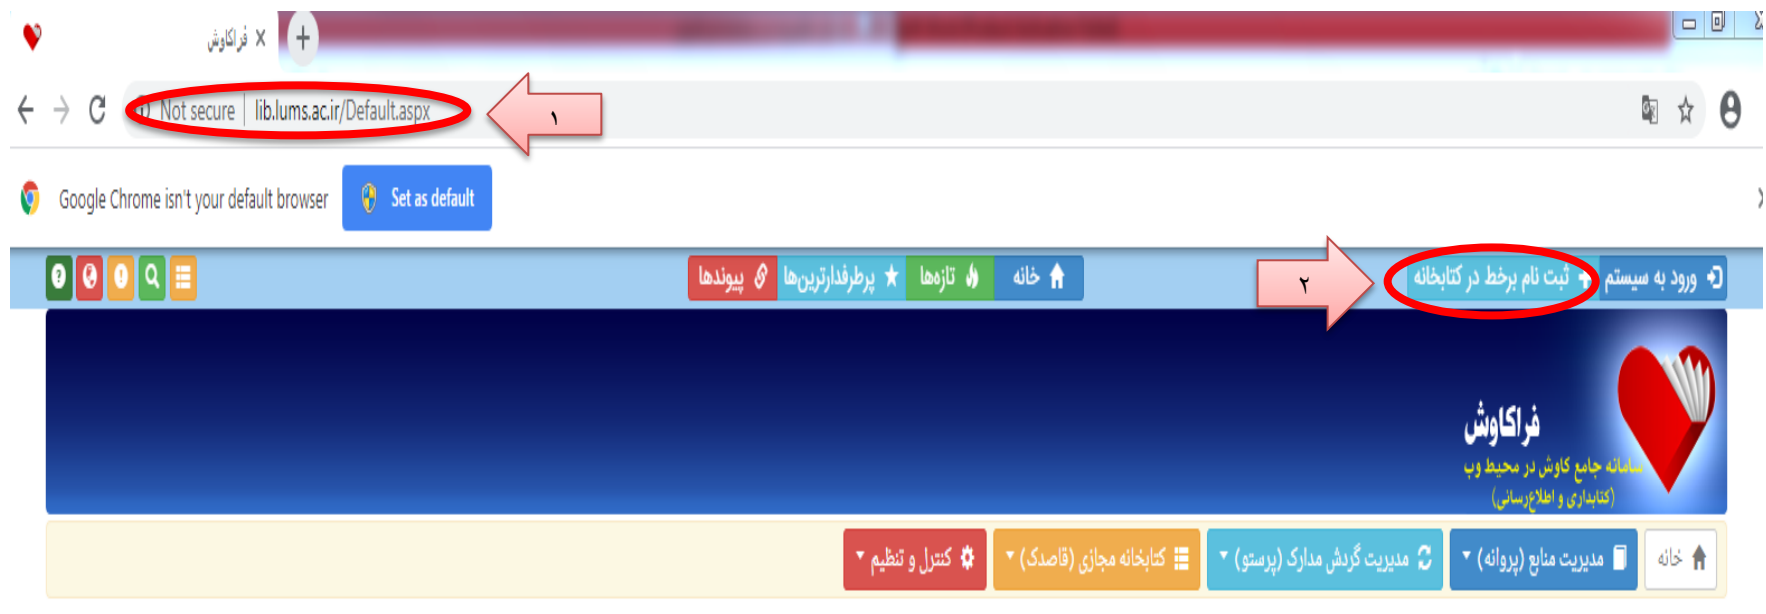 فراکاوش
Not secure | lib.lums.ac.ir/Default.aspx
۱
Google Chrome isn't your default browser Set as default
ورود به سیستم ثبت نام برخط در کتابخانه
۲
خانه تازه‌ها پرطرفدارترین‌ها پیوندها
فراکاوش
سامانه جامع کاوش در محیط وب
(کتابداری و اطلاع‌رسانی)
خانه مدیریت منابع (پروانه) مدیریت گردش مدارک (پرستو) کتابخانه مجازی (قاصدک) کنترل و تنظیم